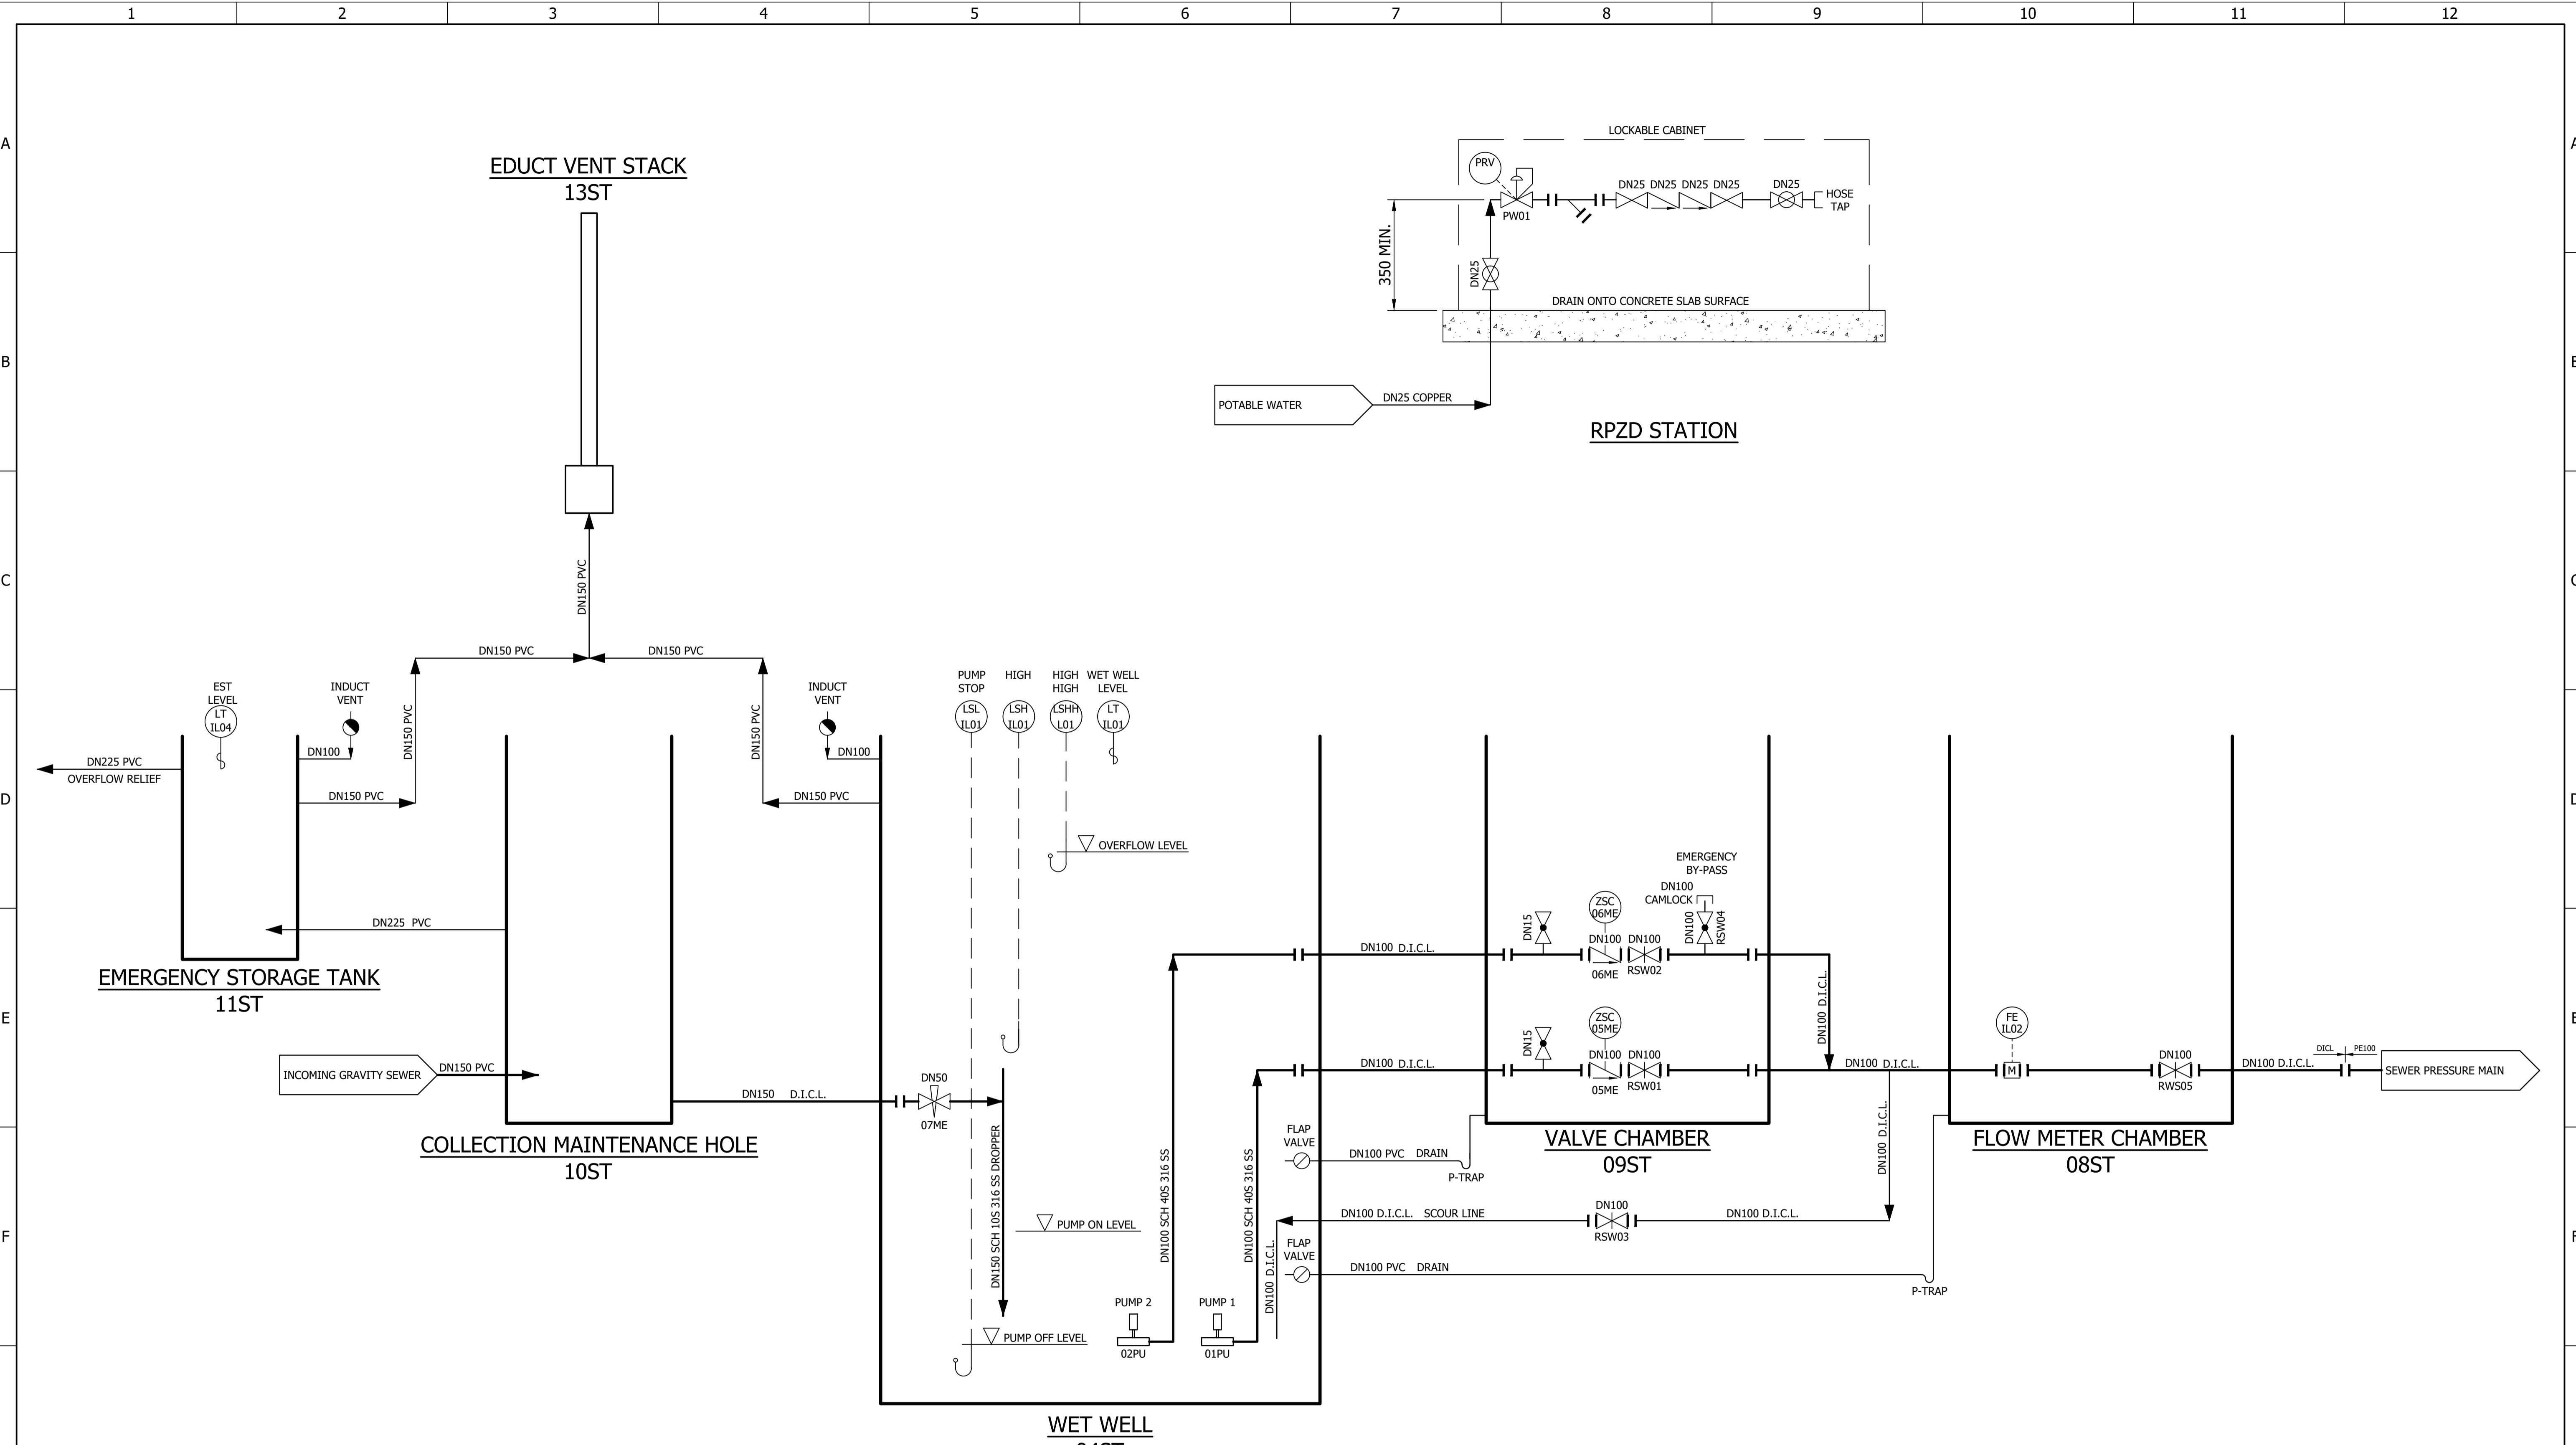 1 2 3 4 5 6 7 8 9 10 11 12
A
LOCKABLE CABINET
PRV
DN25 DN25 DN25 DN25 DN25
HOSE
TAP
PW01
EDUCT VENT STACK
13ST
350 MIN.
DN25
DRAIN ONTO CONCRETE SLAB SURFACE
B
POTABLE WATER
DN25 COPPER
RPZD STATION
C
DN150 PVC
DN150 PVC
DN150 PVC
EST
LEVEL
LT
IL04
INDUCT
VENT
DN100
DN150 PVC
DN150 PVC
INDUCT
VENT
DN100
PUMP
STOP
LSL
IL01
HIGH
LSH
IL01
HIGH
HIGH
LSHH
L01
WET WELL
LEVEL
LT
IL01
DN225 PVC
OVERFLOW RELIEF
D
DN150 PVC
DN150 PVC
OVERFLOW LEVEL
EMERGENCY
BY-PASS
DN100
CAMLOCK
DN100
RSW04
DN225 PVC
DN15
ZSC
06ME
DN100 DN100
06ME
RSW02
DN100 D.I.C.L.
EMERGENCY STORAGE TANK
11ST
E
DN100 D.I.C.L.
DN15
ZSC
05ME
DN100 DN100
05ME
RSW01
DN100 D.I.C.L.
DN100 D.I.C.L.
FE
IL02
M
DN100
RWS05
DN100 D.I.C.L.
DICL
PE100
SEWER PRESSURE MAIN
INCOMING GRAVITY SEWER
DN150 PVC
DN150 D.I.C.L.
DN50
07ME
COLLECTION MAINTENANCE HOLE
10ST
DN150 SCH 10S 316 SS DROPPER
DN100 SCH 40S 316 SS
DN100 SCH 40S 316 SS
FLAP
VALVE
DN100 PVC DRAIN
P-TRAP
VALVE CHAMBER
09ST
DN100 D.I.C.L.
FLOW METER CHAMBER
08ST
F
PUMP ON LEVEL
DN100 D.I.C.L. SCOUR LINE
DN100
RSW03
DN100 D.I.C.L.
DN100 D.I.C.L.
FLAP
VALVE
DN100 PVC DRAIN
P-TRAP
PUMP OFF LEVEL
PUMP 2
02PU
PUMP 1
01PU
WET WELL